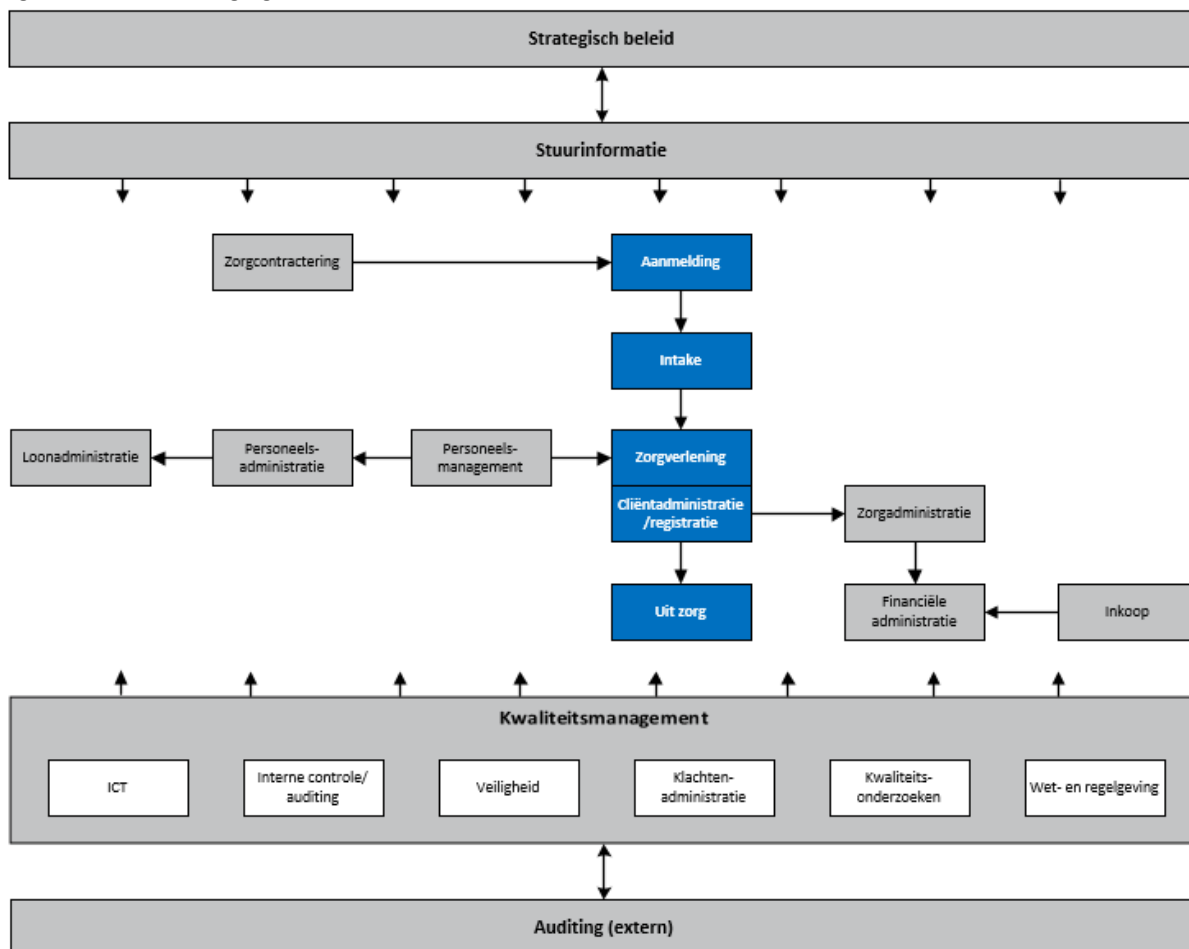 Strategisch beleid
Stuurinformatie
Zorgcontractering
Aanmelding
Intake
Loonadministratie
Personeels-
administratie
Personeels-
management
Zorgverlening
Cliëntadministratie
/registratie
Zorgadministratie
Uit zorg
Financiële
administratie
Inkoop
Kwaliteitsmanagement
ICT
Interne controle/
auditing
Veiligheid
Klachten-
administratie
Kwaliteits-
onderzoeken
Wet- en regelgeving
Auditing (extern)